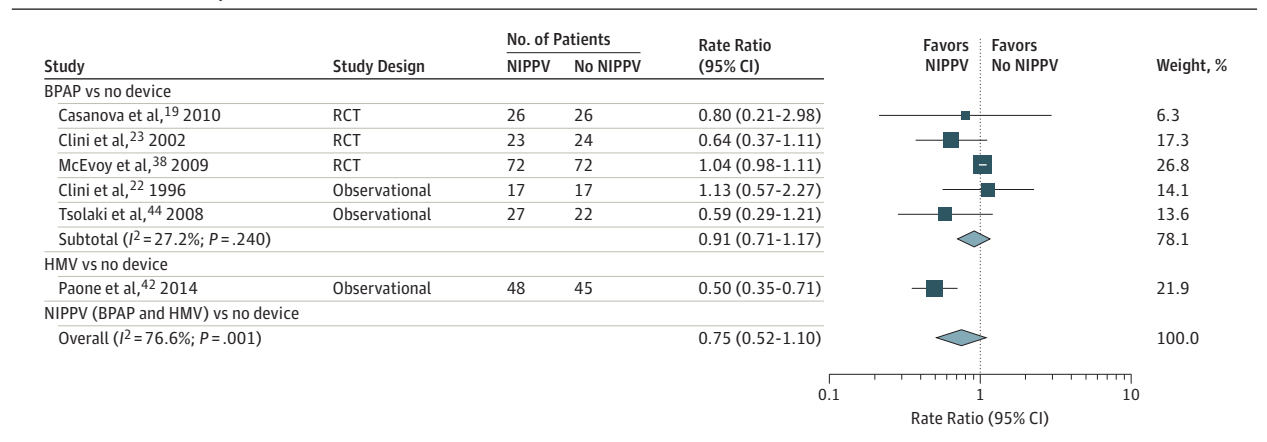 No. of Patients Rate Ratio Favors Favors
Study Study Design NIPPV No NIPPV (95% CI) NIPPV No NIPPV Weight, %
BPAP vs no device
Casanova et al,19 2010 RCT 26 26 0.80 (0.21-2.98) 6.3
Clini et al,23 2002 RCT 23 24 0.64 (0.37-1.11) 17.3
McEvoy et al,38 2009 RCT 72 72 1.04 (0.98-1.11) 26.8
Clini et al,22 1996 Observational 17 17 1.13 (0.57-2.27) 14.1
Tsolaki et al,44 2008 Observational 27 22 0.59 (0.29-1.21) 13.6
Subtotal (I2 = 27.2%; P = .240) 0.91 (0.71-1.17) 78.1
HMV vs no device
Paone et al,42 2014 Observational 48 45 0.50 (0.35-0.71) 21.9
NIPPV (BPAP and HMV) vs no device
Overall (I2 = 76.6%; P = .001) 0.75 (0.52-1.10) 100.0
0.1 1 10
Rate Ratio (95% CI)